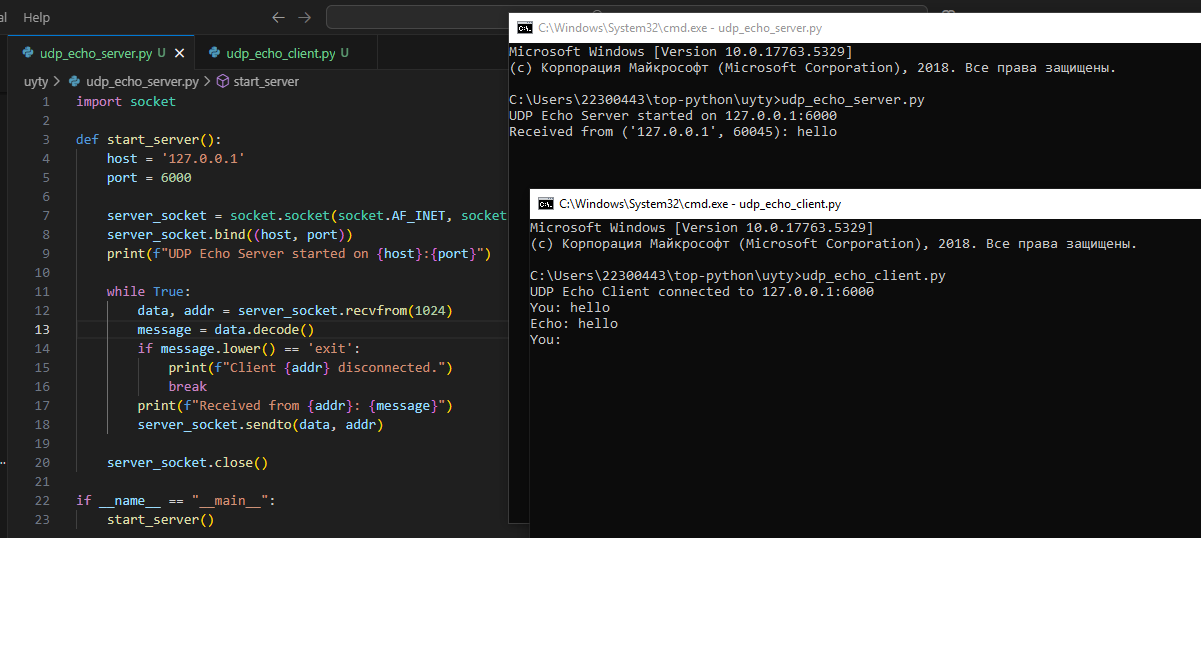 Help
udp_echo_server.py U
udp_echo_client.py U
uyty > udp_echo_server.py > start_server
1 import socket
2
3 def start_server():
4 host = '127.0.0.1'
5 port = 6000
6
7 server_socket = socket.socket(socket.AF_INET, socket
8 server_socket.bind((host, port))
9 print(f"UDP Echo Server started on {host}:{port}")
10
11 while True:
12 data, addr = server_socket.recvfrom(1024)
13 message = data.decode()
14 if message.lower() == 'exit':
15 print(f"Client {addr} disconnected.")
16 break
17 print(f"Received from {addr}: {message}")
18 server_socket.sendto(data, addr)
19
20 server_socket.close()
21
22 if __name__ == "__main__":
23 start_server()
C:\Windows\System32\cmd.exe - udp_echo_server.py
Microsoft Windows [Version 10.0.17763.5329]
(c) Корпорация Майкрософт (Microsoft Corporation), 2018. Все права защищены.
C:\Users\22300443\top-python\uyty>udp_echo_server.py
UDP Echo Server started on 127.0.0.1:6000
Received from ('127.0.0.1', 60045): hello
C:\Windows\System32\cmd.exe - udp_echo_client.py
Microsoft Windows [Version 10.0.17763.5329]
(c) Корпорация Майкрософт (Microsoft Corporation), 2018. Все права защищены.
C:\Users\22300443\top-python\uyty>udp_echo_client.py
UDP Echo Client connected to 127.0.0.1:6000
You: hello
Echo: hello
You: